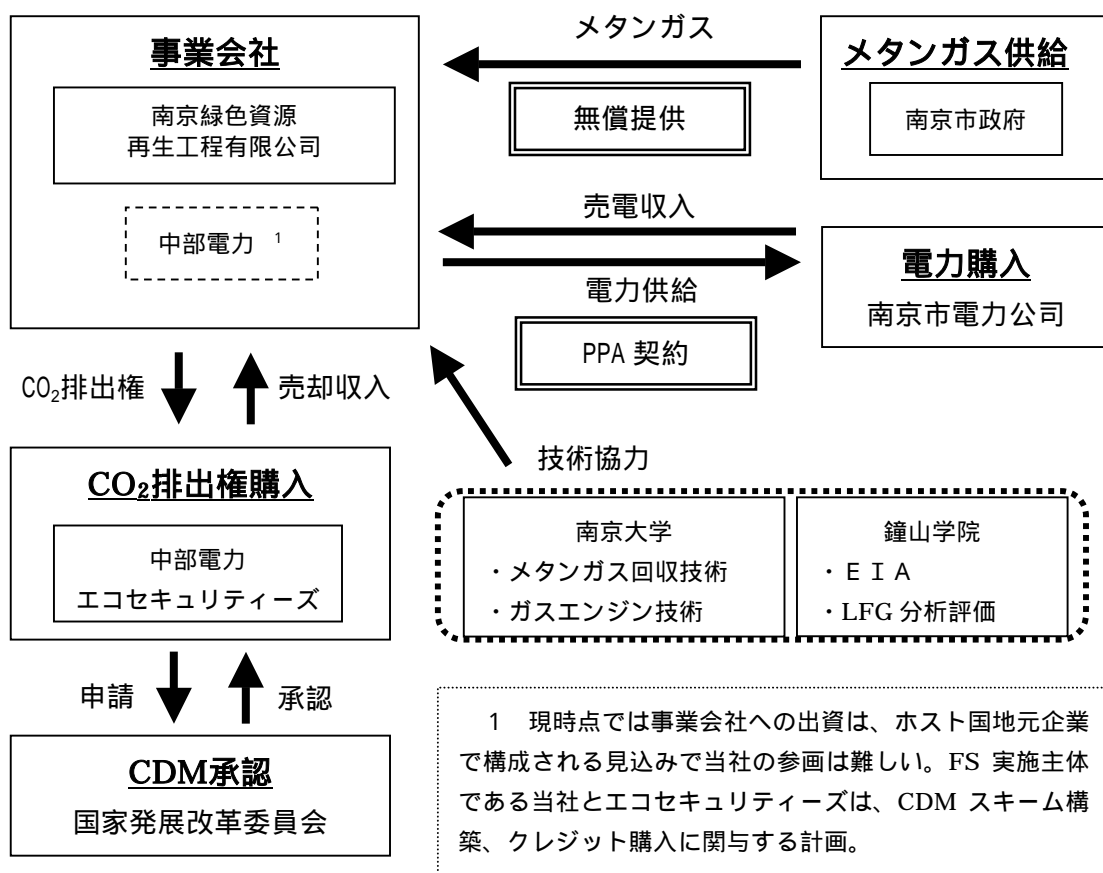 メタンガス
事業会社
メタンガス供給
南京緑色資源
再生工程有限公司
無償提供
南京市政府
売電収入
中部電力 1
電力購入
電力供給
南京市電力公司
PPA 契約
CO₂排出権
売却収入
技術協力
CO₂排出権購入
中部電力
エコセキュリティーズ
南京大学
・メタンガス回収技術
・ガスエンジン技術
鐘山学院
・ＥＩＡ
・LFG 分析評価
申請
承認
CDM承認
国家発展改革委員会
1 現時点では事業会社への出資は、ホスト国地元企業
で構成される見込みで当社の参画は難しい。FS 実施主体
である当社とエコセキュリティーズは、CDM スキーム構
築、クレジット購入に関与する計画。